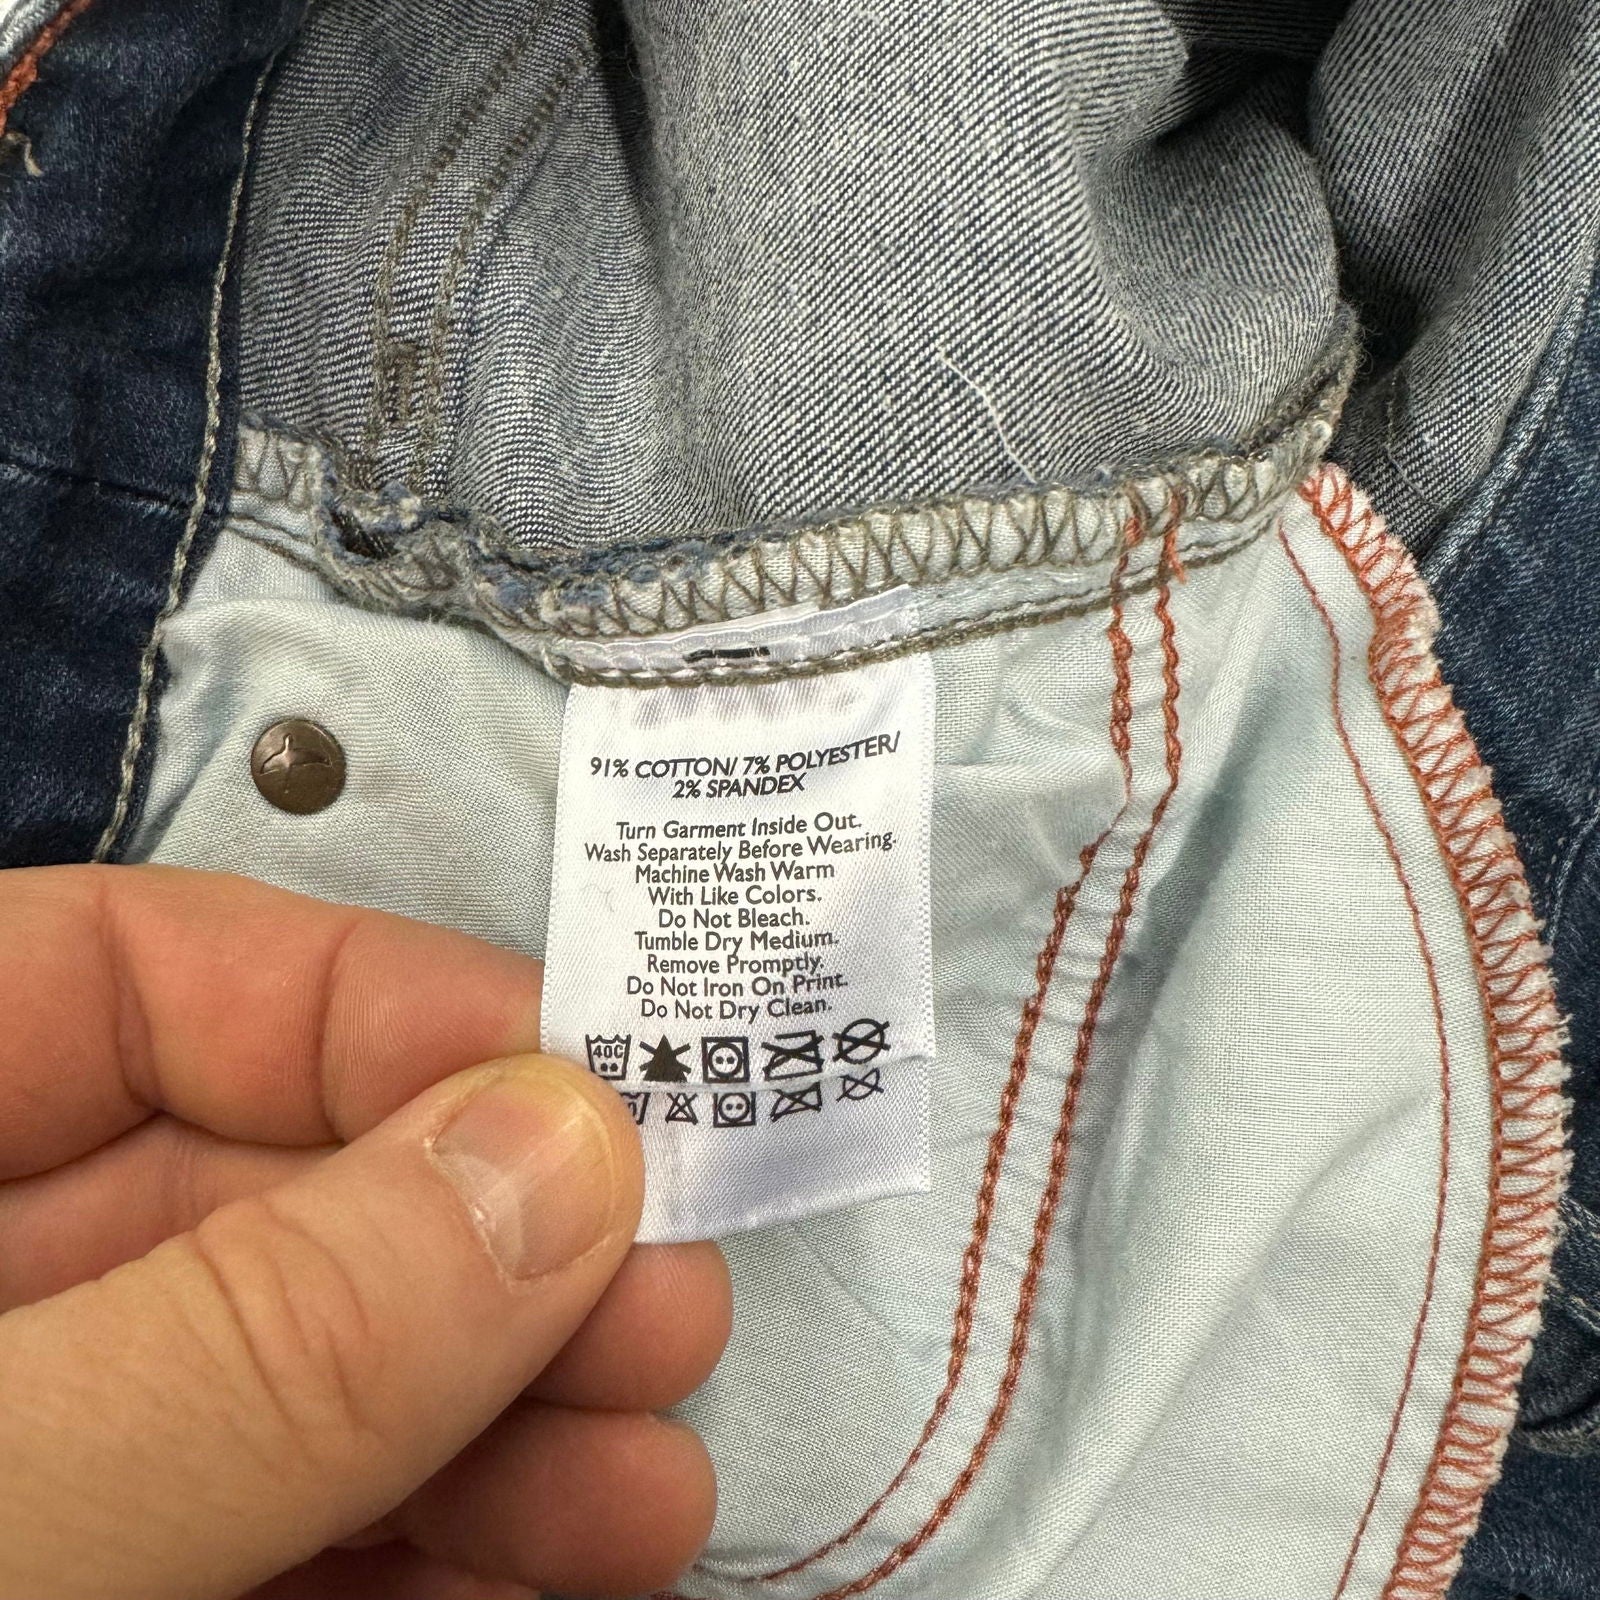 91% COTTON/ 7% POLYESTER/
2% SPANDEX
Turn Garment Inside Out.
Wash Separately Before Wearing.
Machine Wash Warm
With Like Colors.
Do Not Bleach.
Tumble Dry Medium.
Remove Promptly.
Do Not Iron On Print.
Do Not Dry Clean.
40C